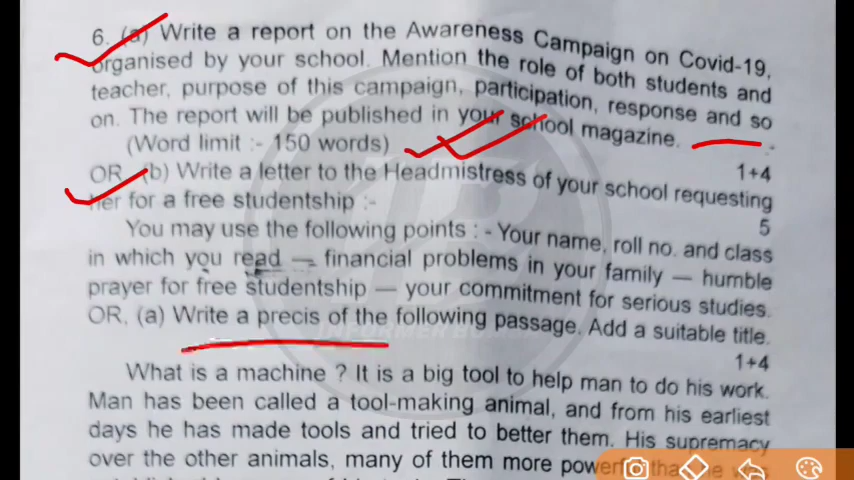 6. (a) Write a report on the Awareness Campaign on Covid-19,
organised by your school. Mention the role of both students and
teacher, purpose of this campaign, participation, response and so
on. The report will be published in your school magazine.
(Word limit :- 150 words)
1+4
OR, (b) Write a letter to the Headmistress of your school requesting
her for a free studentship :-
5
You may use the following points : - Your name, roll no. and class
in which you read — financial problems in your family — humble
prayer for free studentship — your commitment for serious studies.
OR, (a) Write a precis of the following passage. Add a suitable title.
1+4
What is a machine ? It is a big tool to help man to do his work.
Man has been called a tool-making animal, and from his earliest
days he has made tools and tried to better them. His supremacy
over the other animals, many of them more